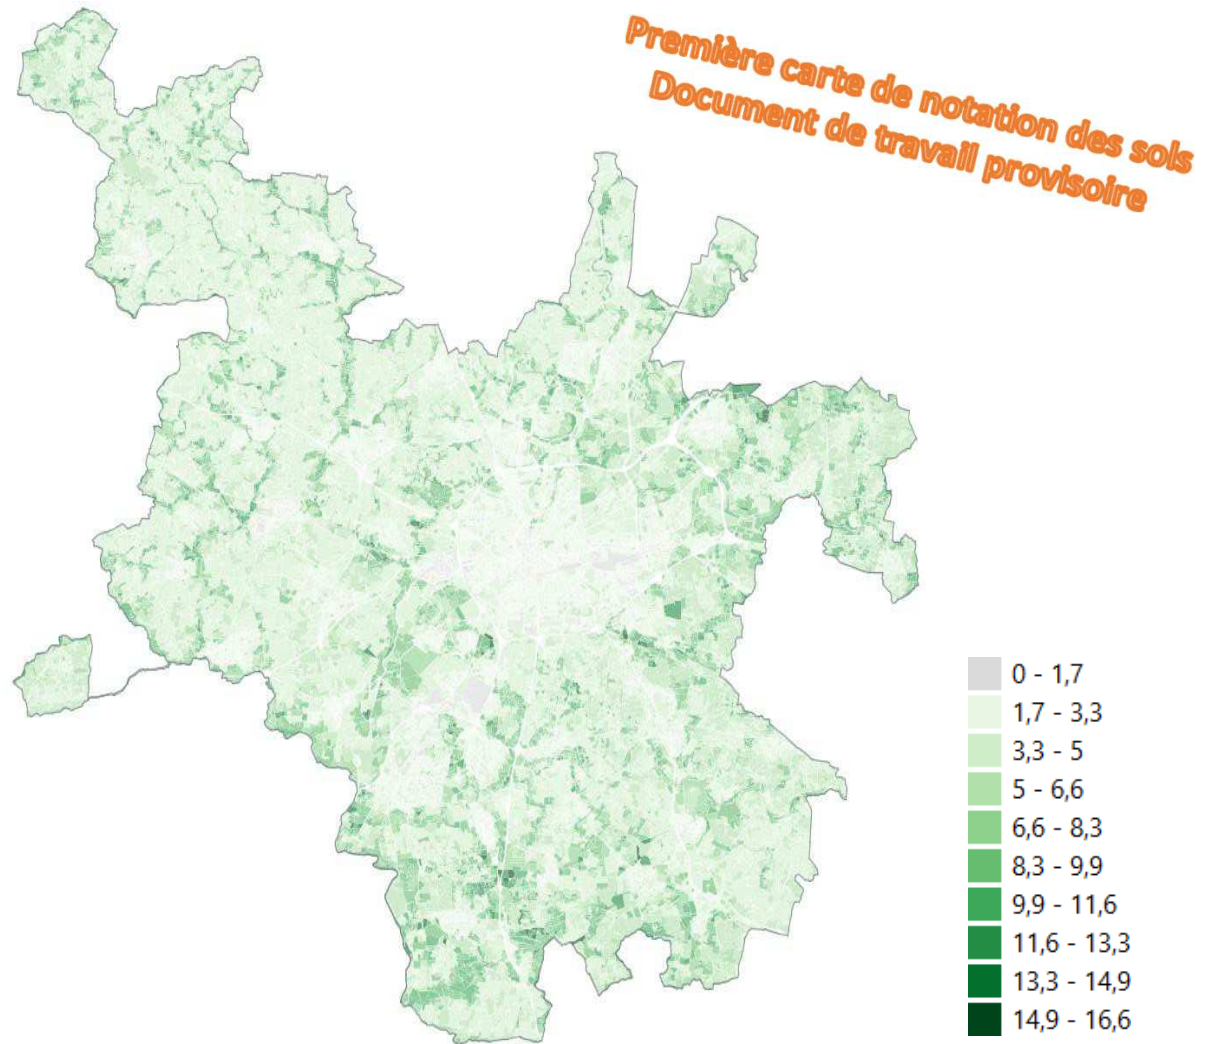 Première carte de notation des sols
Document de travail provisoire
0 - 1,7
1,7 - 3,3
3,3 - 5
5 - 6,6
6,6 - 8,3
8,3 - 9,9
9,9 - 11,6
11,6 - 13,3
13,3 - 14,9
14,9 - 16,6